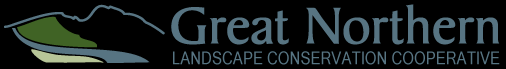 Great Northern
LANDSCAPE CONSERVATION COOPERATIVE